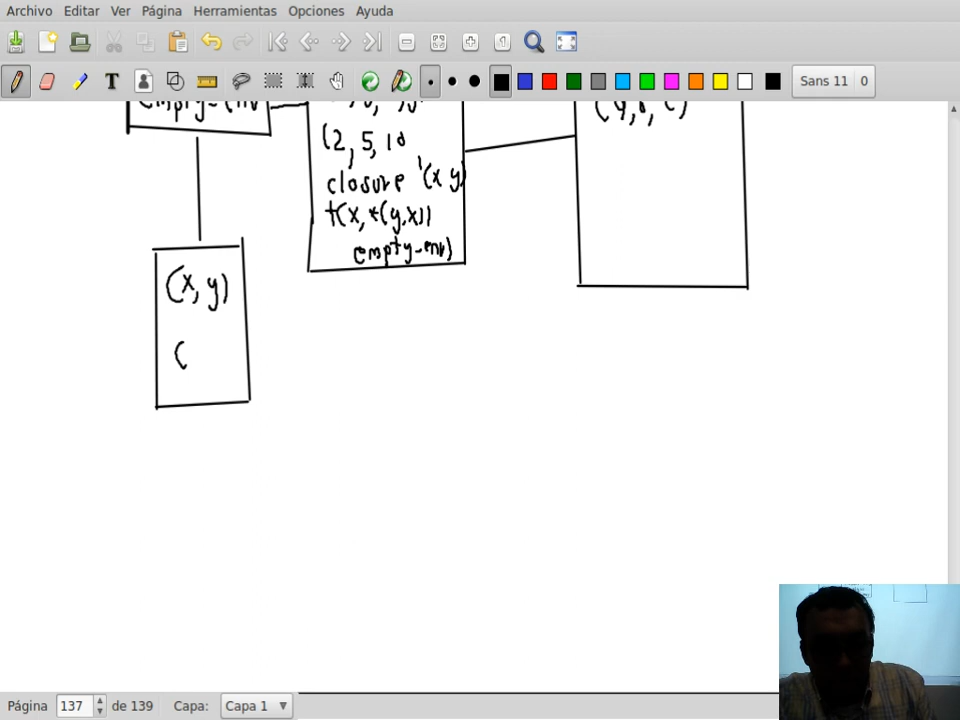 Archivo Editar Ver Página Herramientas Opciones Ayuda
T
Sans 11 0
(2, 5, 10
closure '(x y)
+(x, *(y,x))
empty-env)
(x, y)
(
Página 137 de 139 Capa: Capa 1